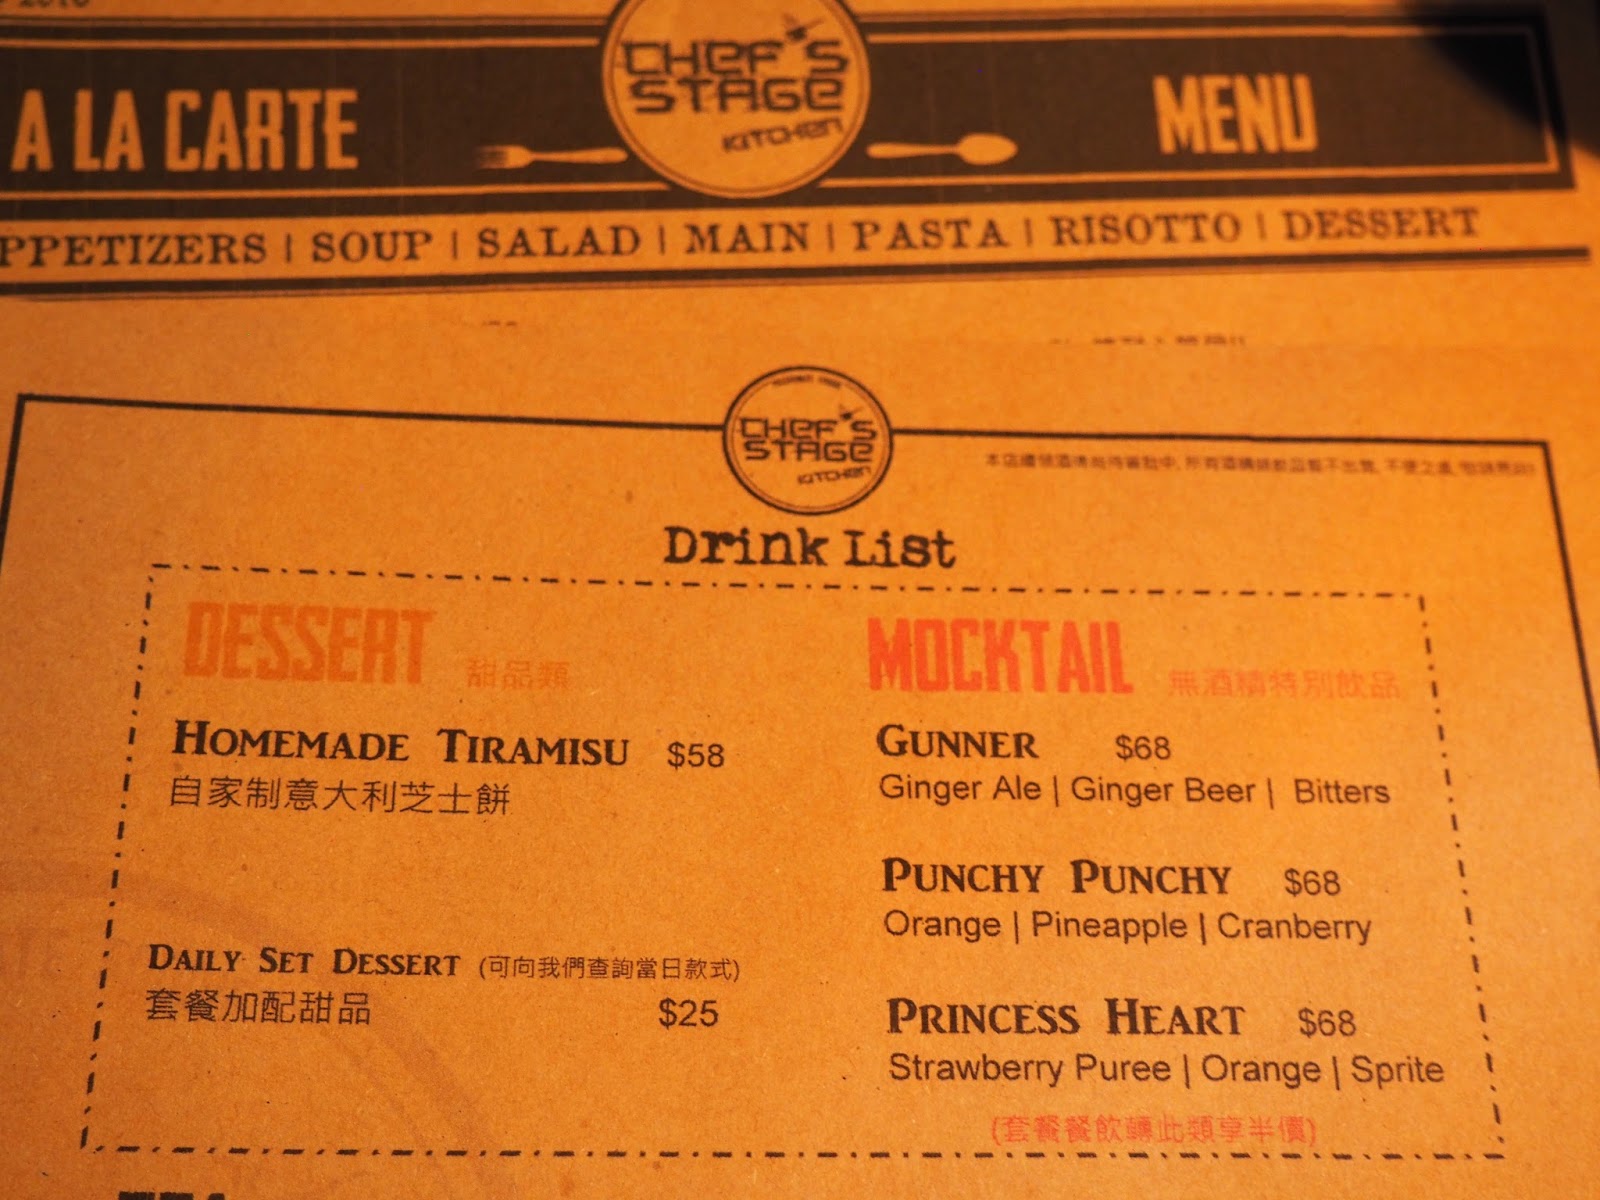 A LA CARTE
CHEF'S
STAGE
KITCHEN
MENU
PPETIZERS | SOUP | SALAD | MAIN | PASTA | RISOTTO | DESSERT
CHEF'S
STAGE
KITCHEN
Drink List
DESSERT 甜品類
HOMEMADE TIRAMISU $58
自家制意大利芝士餅
DAILY SET DESSERT (可向我們查詢當日款式)
套餐加配甜品 $25
MOCKTAIL 無酒精特別飲品
GUNNER $68
Ginger Ale | Ginger Beer | Bitters
PUNCHY PUNCHY $68
Orange | Pineapple | Cranberry
PRINCESS HEART $68
Strawberry Puree | Orange | Sprite
(套餐餐飲轉此類享半價)